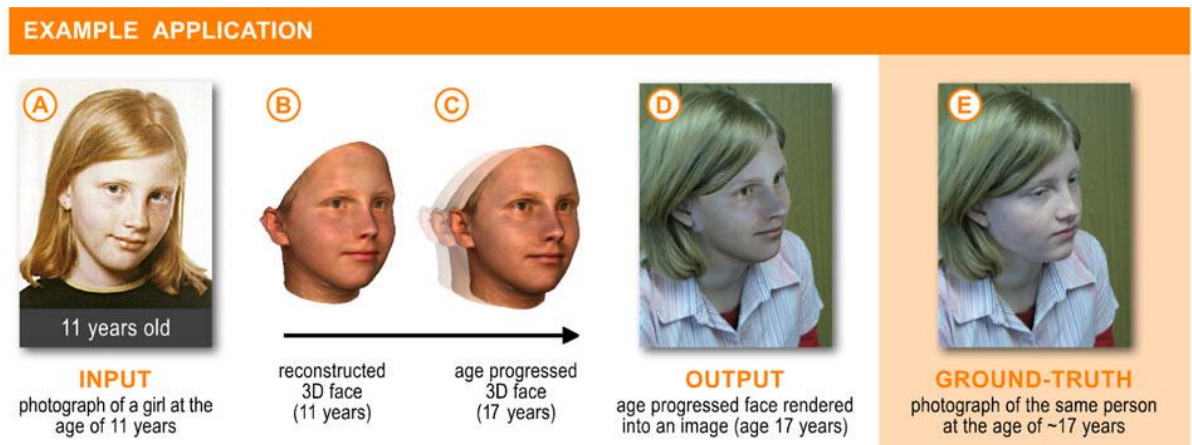 EXAMPLE APPLICATION
A
B
C
D
E
11 years old
INPUT
photograph of a girl at the
age of 11 years
reconstructed
3D face
(11 years)
age progressed
3D face
(17 years)
OUTPUT
age progressed face rendered
into an image (age 17 years)
GROUND-TRUTH
photograph of the same person
at the age of ~17 years